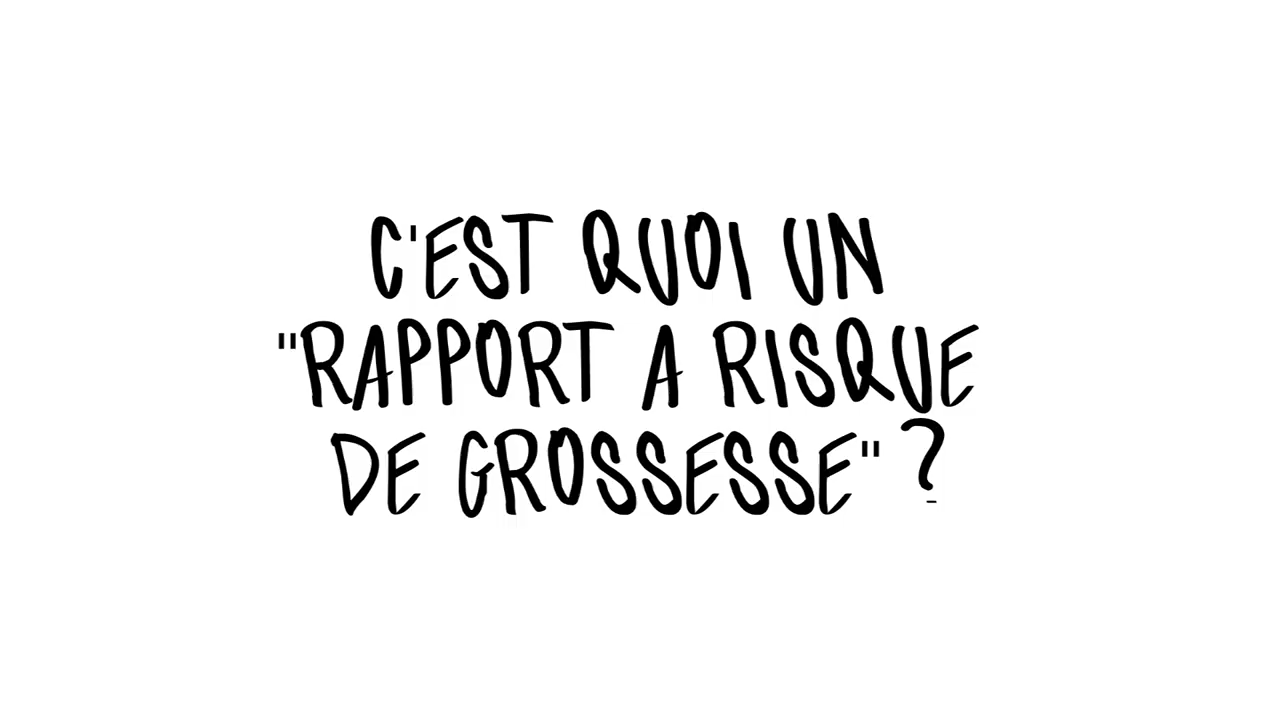 C'EST QUOI UN
"RAPPORT A RISQUE
DE GROSSESSE" ?